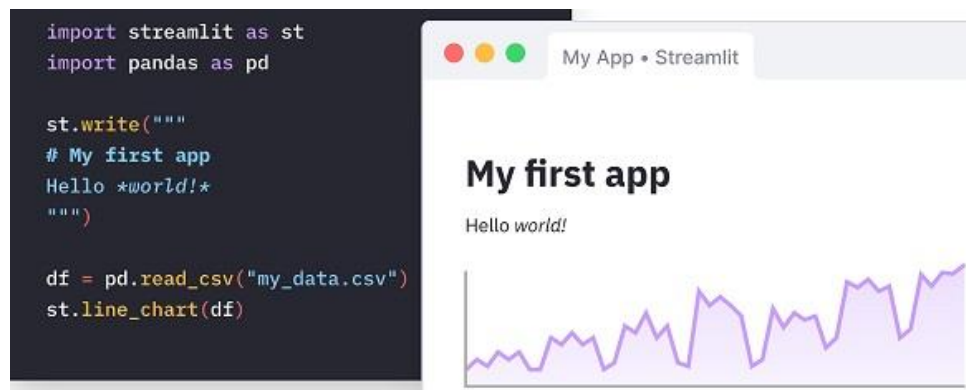 import streamlit as st
import pandas as pd
st.write("""
# My first app
Hello *world!*
""")
df = pd.read_csv("my_data.csv")
st.line_chart(df)
My App • Streamlit
My first app
Hello world!